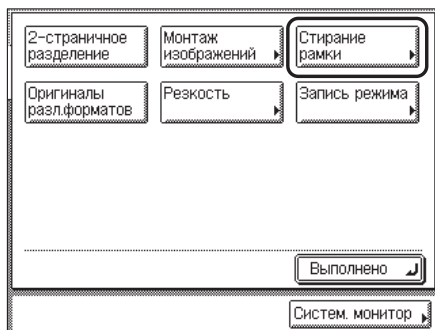 2-страничное
разделение
Монтаж
изображений
Стирание
рамки
Оригиналы
разл.форматов
Резкость
Запись режима
Выполнено
Систем. монитор